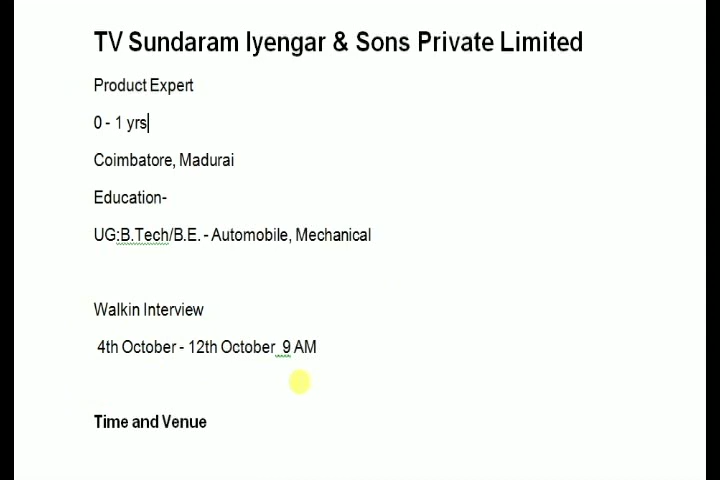 TV Sundaram Iyengar & Sons Private Limited
Product Expert
0 - 1 yrs
Coimbatore, Madurai
Education-
UG:B.Tech/B.E. - Automobile, Mechanical
Walkin Interview
4th October - 12th October  9 AM
Time and Venue